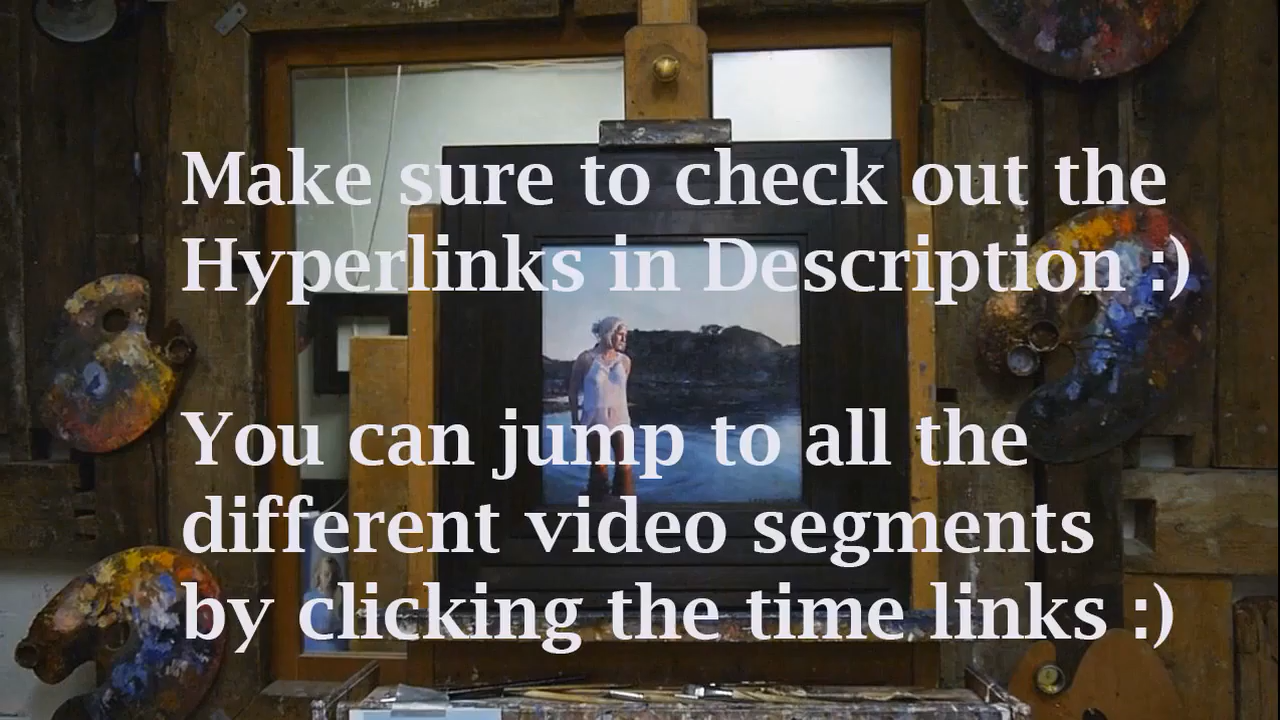 Make sure to check out the
Hyperlinks in Description :)
You can jump to all the
different video segments
by clicking the time links :)